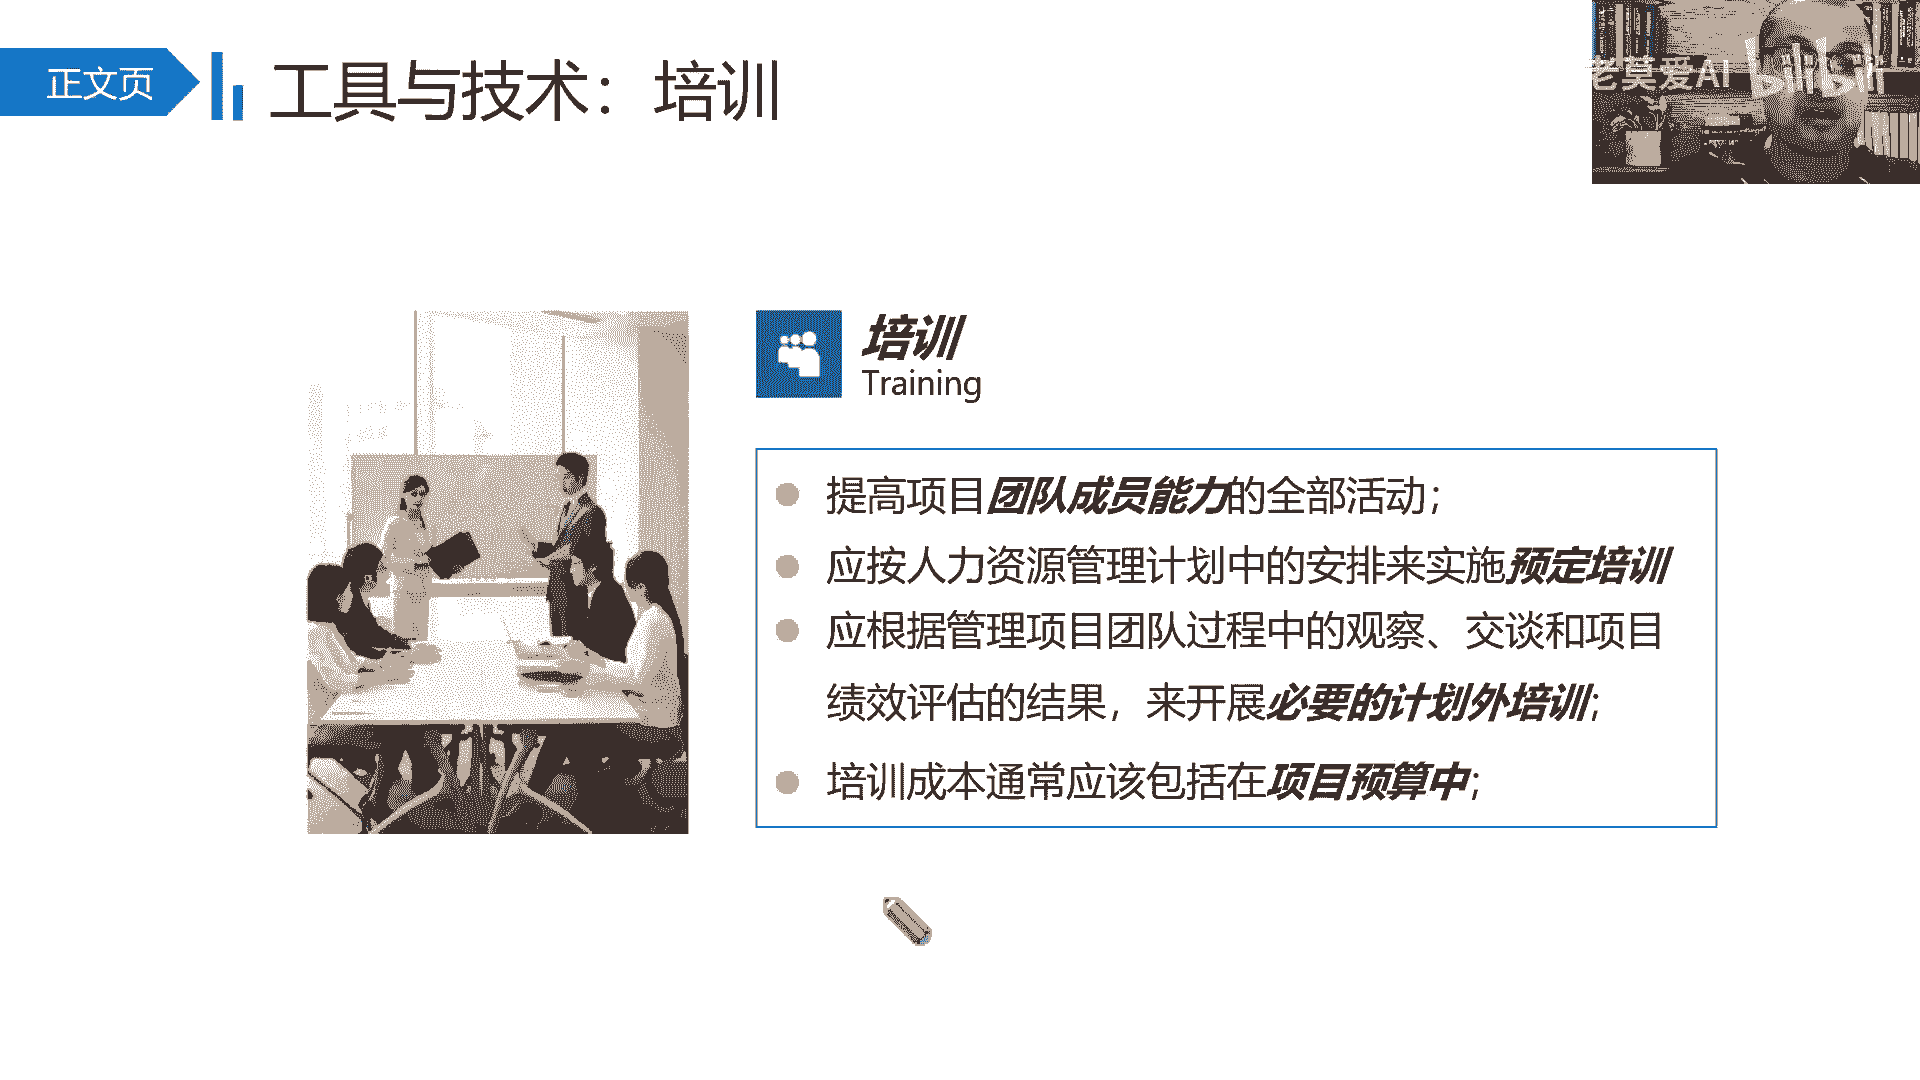 正文页
工具与技术：培训
老莫爱AI
bilibili
培训
Training
提高项目团队成员能力的全部活动；
应按人力资源管理计划中的安排来实施预定培训
应根据管理项目团队过程中的观察、交谈和项目
绩效评估的结果，来开展必要的计划外培训；
培训成本通常应该包括在项目预算中；